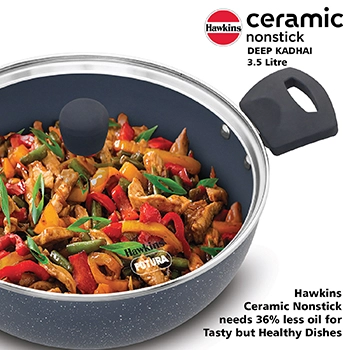 Hawkins
ceramic
nonstick
DEEP KADHAI
3.5 Litre
Hawkins
FUTURA
Hawkins
Ceramic Nonstick
needs 36% less oil for
Tasty but Healthy Dishes